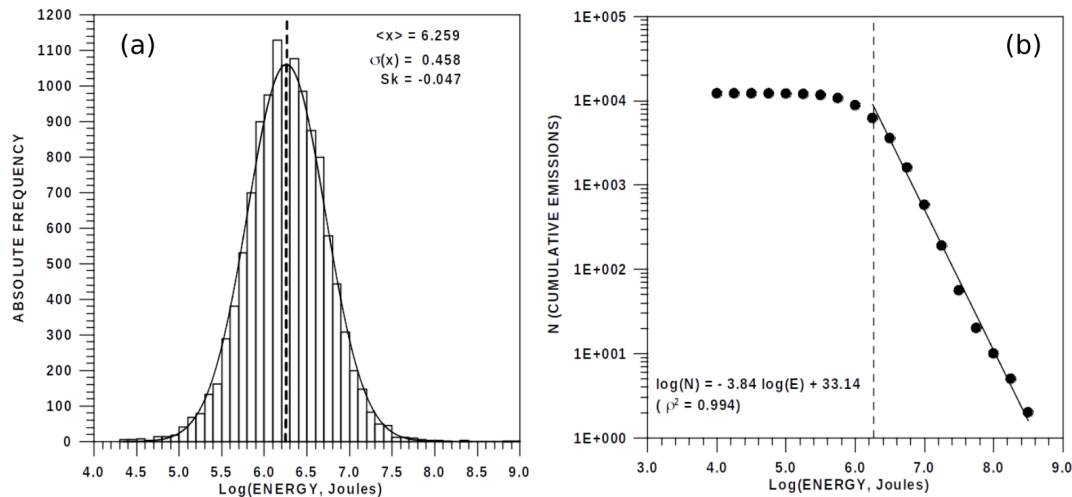 (a)
<x> = 6.259
σ(x) = 0.458
Sk = -0.047
ABSOLUTE FREQUENCY
1200
1100
1000
900
800
700
600
500
400
300
200
100
0
4.0 4.5 5.0 5.5 6.0 6.5 7.0 7.5 8.0 8.5 9.0
Log(ENERGY, Joules)
(b)
N (CUMULATIVE EMISSIONS)
1E+005
1E+004
1E+003
1E+002
1E+001
1E+000
log(N) = - 3.84 log(E) + 33.14
( ρ² = 0.994)
3.0 4.0 5.0 6.0 7.0 8.0 9.0
Log(ENERGY, Joules)